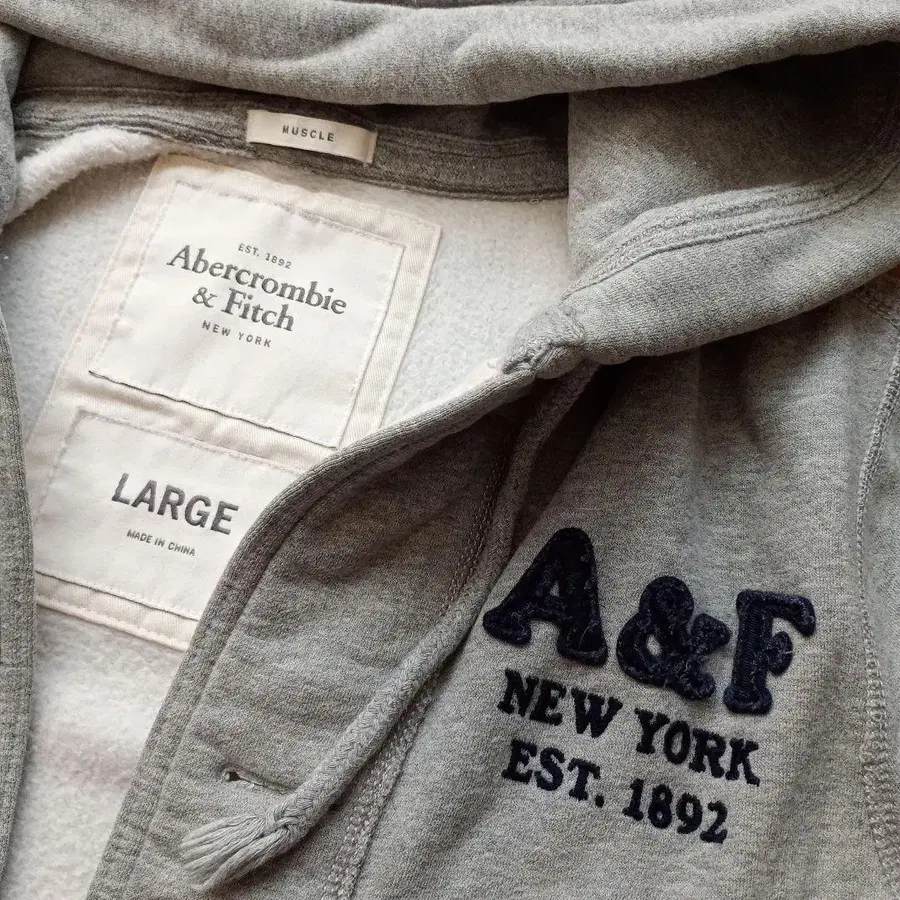 MUSCLE
EST. 1892
Abercrombie
& Fitch
NEW YORK
LARGE
MADE IN CHINA
A&F
NEW YORK
EST. 1892